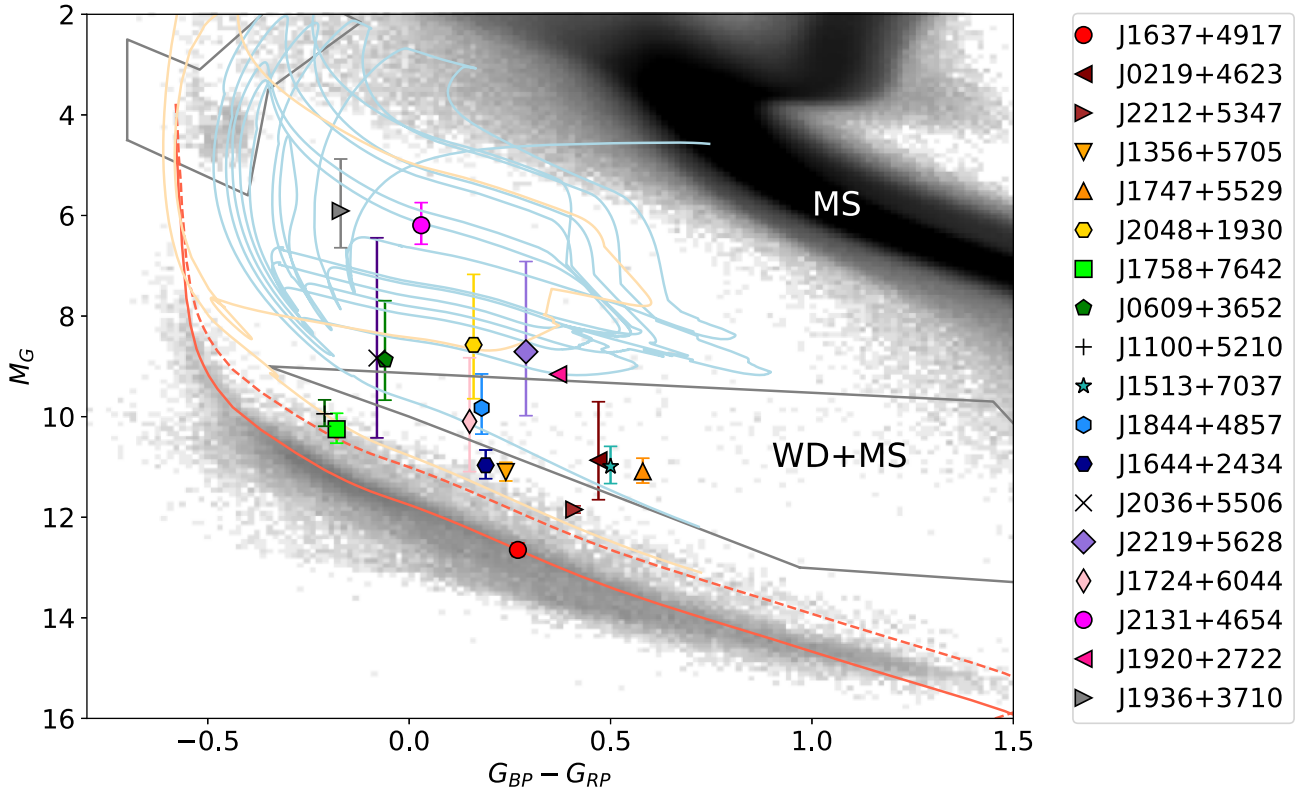 2
4
6
8
10
12
14
16
M_G
−0.5
0.0
0.5
1.0
1.5
G_BP − G_RP
MS
WD+MS
J1637+4917
J0219+4623
J2212+5347
J1356+5705
J1747+5529
J2048+1930
J1758+7642
J0609+3652
J1100+5210
J1513+7037
J1844+4857
J1644+2434
J2036+5506
J2219+5628
J1724+6044
J2131+4654
J1920+2722
J1936+3710